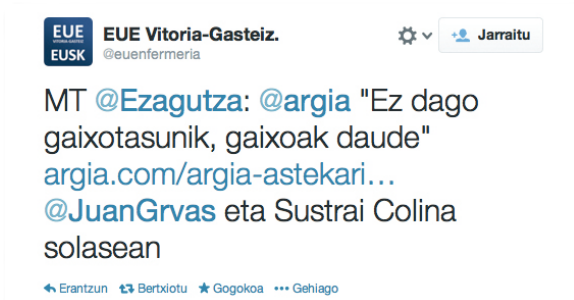 EUE
VITORIA-GASTEIZ
EUSK
EUE Vitoria-Gasteiz.
@euenfermeria
Jarraitu
MT @Ezagutza: @argia "Ez dago
gaixotasunik, gaixoak daude"
argia.com/argia-astekari…
@JuanGrvas eta Sustrai Colina
solasean
Erantzun Bertxiotu Gogokoa Gehiago